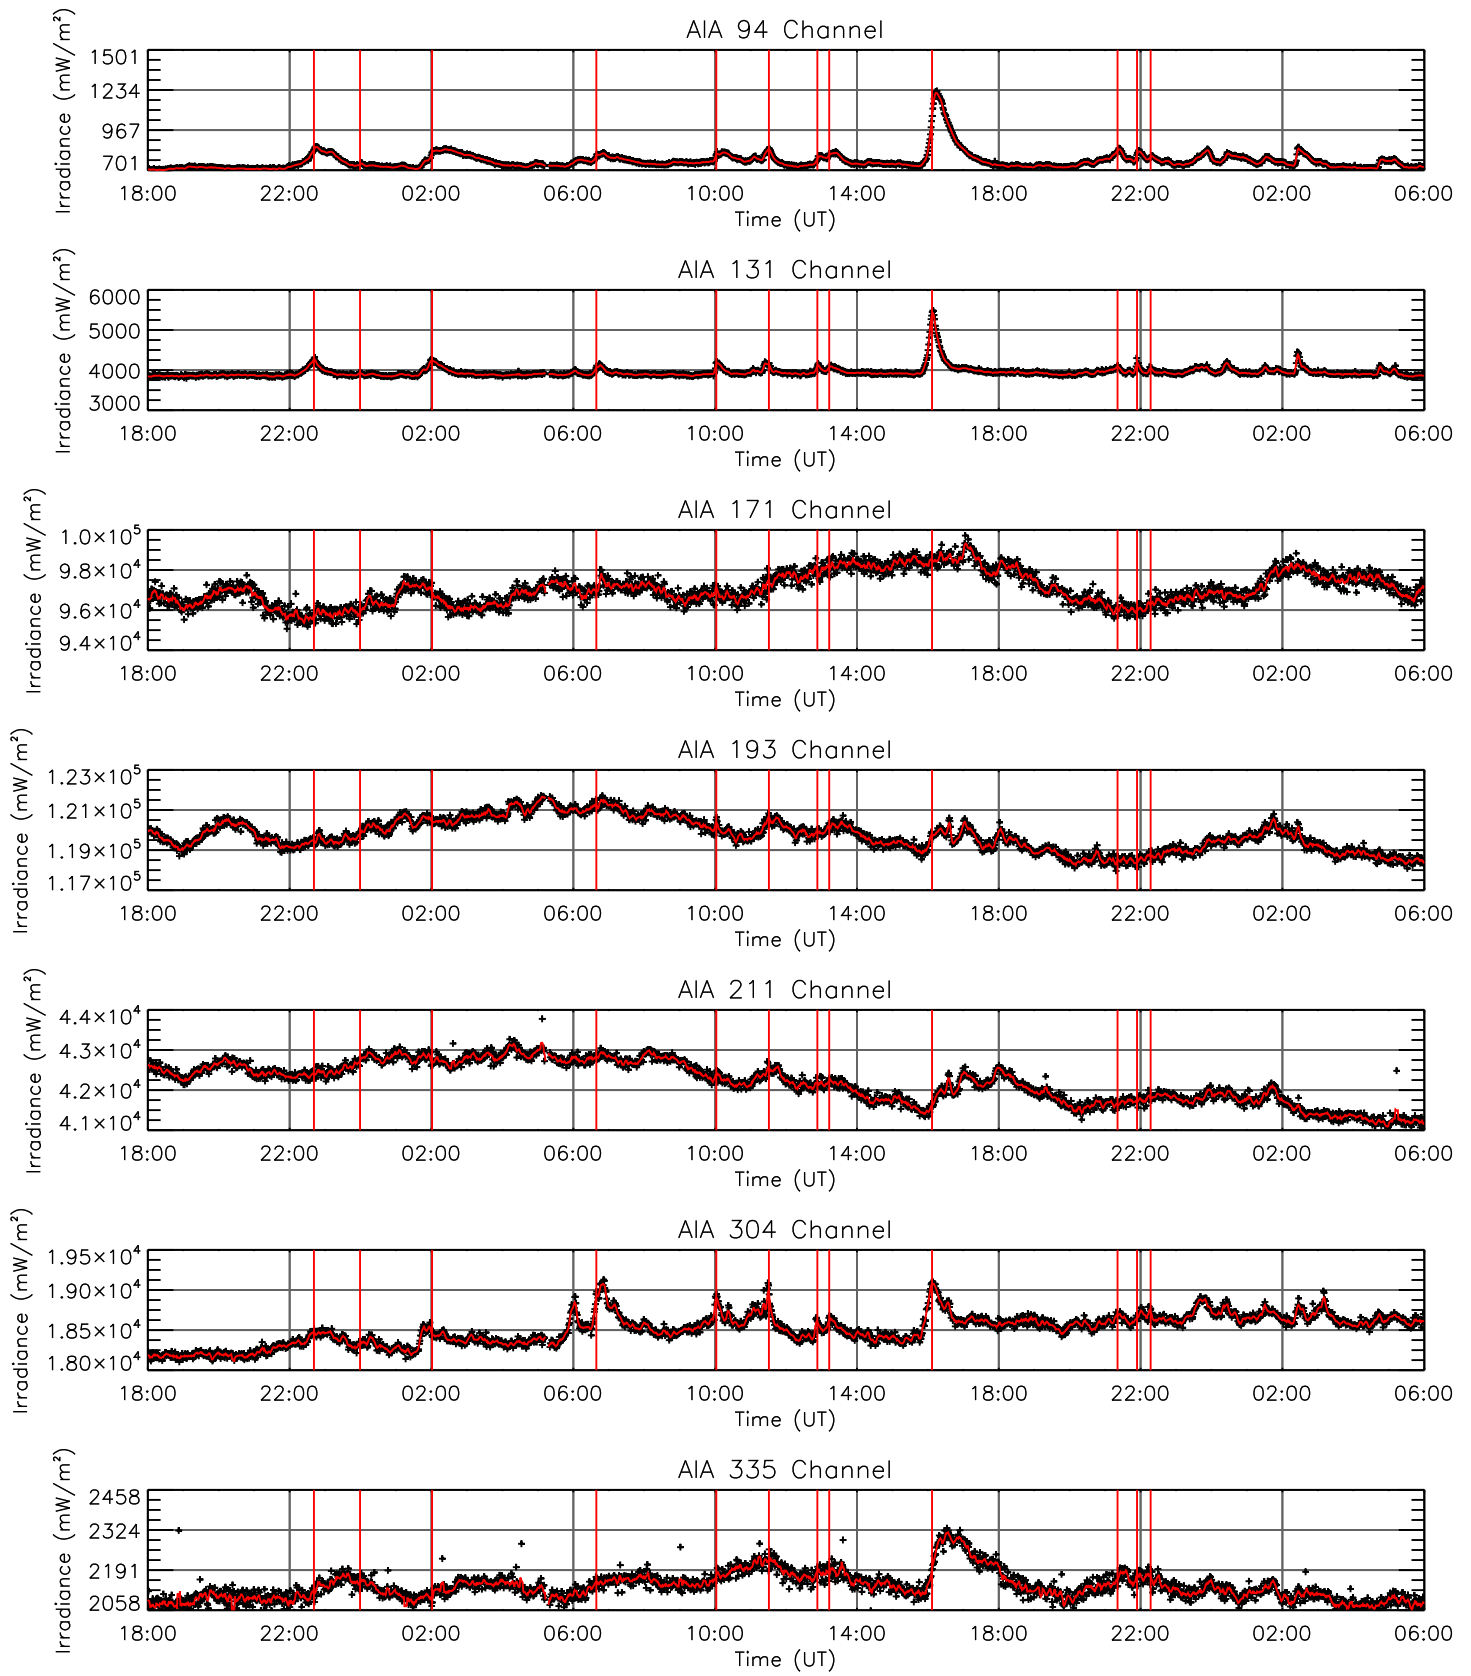 AIA 94 Channel
Irradiance (mW/m²)
1501
1234
967
701
18:00 22:00 02:00 06:00 10:00 14:00 18:00 22:00 02:00 06:00
Time (UT)
AIA 131 Channel
Irradiance (mW/m²)
6000
5000
4000
3000
18:00 22:00 02:00 06:00 10:00 14:00 18:00 22:00 02:00 06:00
Time (UT)
AIA 171 Channel
Irradiance (mW/m²)
1.0×10⁵
9.8×10⁴
9.6×10⁴
9.4×10⁴
18:00 22:00 02:00 06:00 10:00 14:00 18:00 22:00 02:00 06:00
Time (UT)
AIA 193 Channel
Irradiance (mW/m²)
1.23×10⁵
1.21×10⁵
1.19×10⁵
1.17×10⁵
18:00 22:00 02:00 06:00 10:00 14:00 18:00 22:00 02:00 06:00
Time (UT)
AIA 211 Channel
Irradiance (mW/m²)
4.4×10⁴
4.3×10⁴
4.2×10⁴
4.1×10⁴
18:00 22:00 02:00 06:00 10:00 14:00 18:00 22:00 02:00 06:00
Time (UT)
AIA 304 Channel
Irradiance (mW/m²)
1.95×10⁴
1.90×10⁴
1.85×10⁴
1.80×10⁴
18:00 22:00 02:00 06:00 10:00 14:00 18:00 22:00 02:00 06:00
Time (UT)
AIA 335 Channel
Irradiance (mW/m²)
2458
2324
2191
2058
18:00 22:00 02:00 06:00 10:00 14:00 18:00 22:00 02:00 06:00
Time (UT)